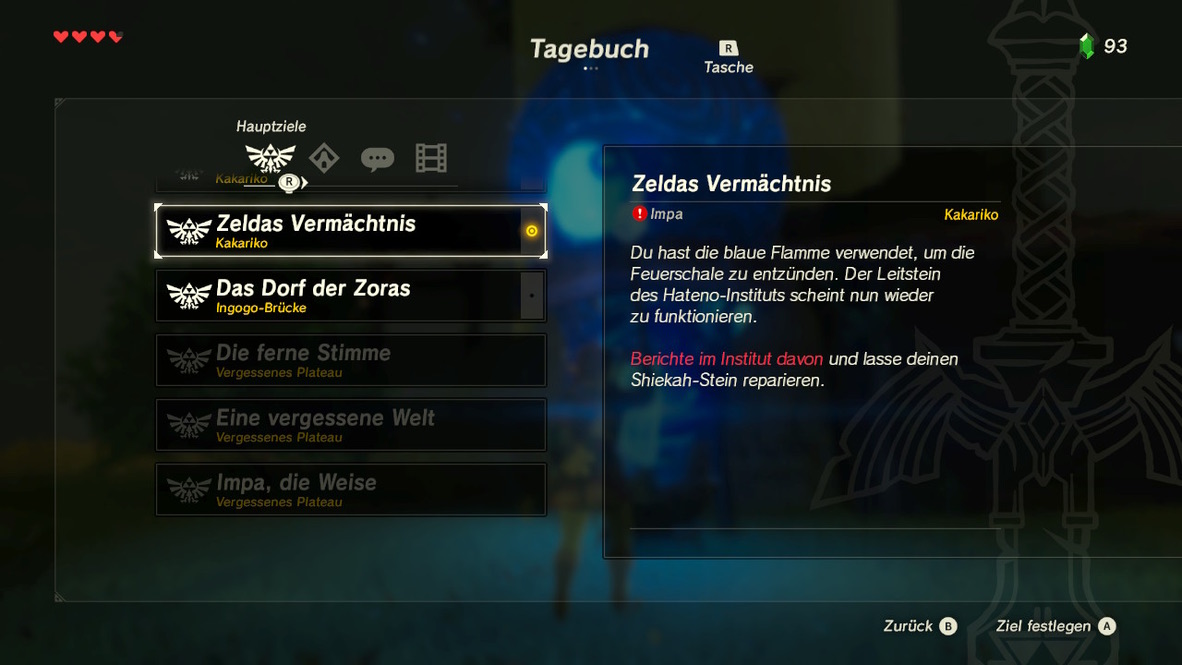 Tagebuch
R
Tasche
93
Hauptziele
R
Kakariko
Zeldas Vermächtnis
Kakariko
Das Dorf der Zoras
Ingogo-Brücke
Die ferne Stimme
Vergessenes Plateau
Eine vergessene Welt
Vergessenes Plateau
Impa, die Weise
Vergessenes Plateau
Zeldas Vermächtnis
Impa
Kakariko
Du hast die blaue Flamme verwendet, um die
Feuerschale zu entzünden. Der Leitstein
des Hateno-Instituts scheint nun wieder
zu funktionieren.
Berichte im Institut davon und lasse deinen
Shiekah-Stein reparieren.
Zurück B
Ziel festlegen A